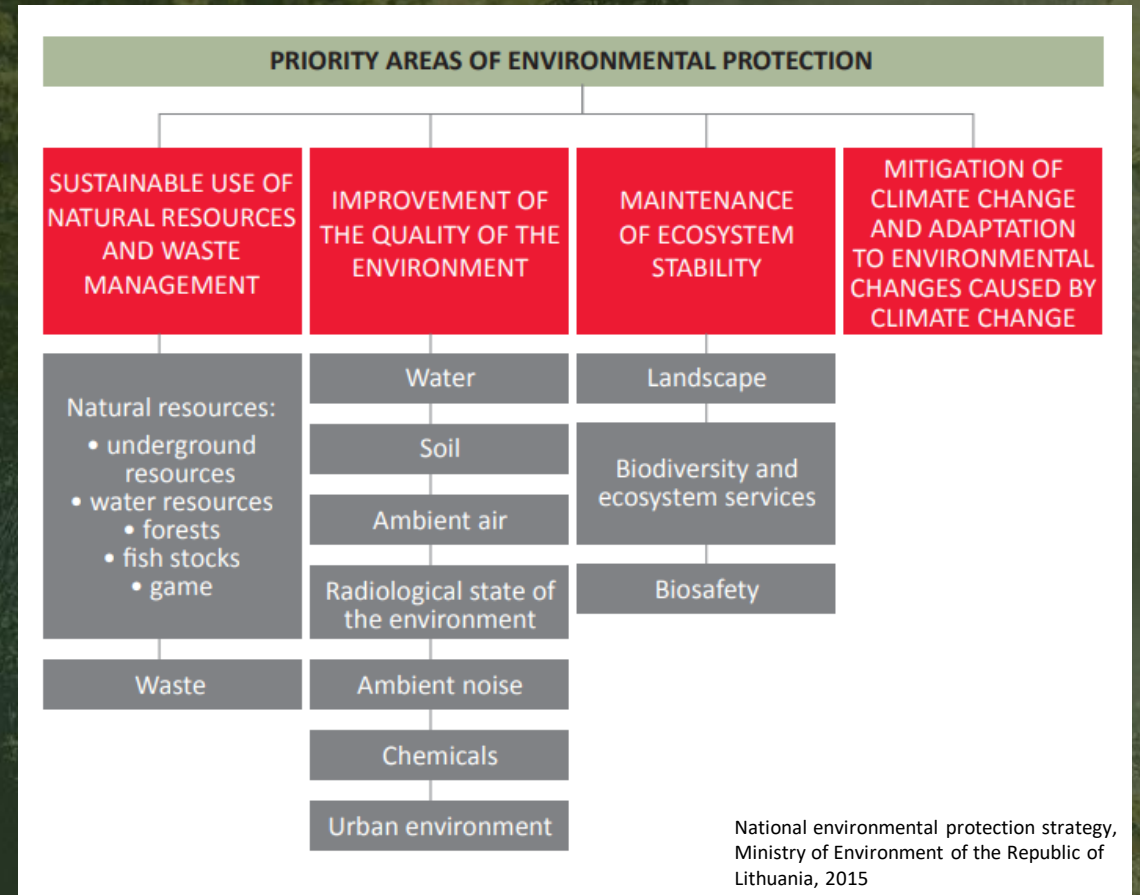 PRIORITY AREAS OF ENVIRONMENTAL PROTECTION
SUSTAINABLE USE OF
NATURAL RESOURCES
AND WASTE
MANAGEMENT
Natural resources:
• underground
resources
• water resources
• forests
• fish stocks
• game
Waste
IMPROVEMENT OF
THE QUALITY OF THE
ENVIRONMENT
Water
Soil
Ambient air
Radiological state of
the environment
Ambient noise
Chemicals
Urban environment
MAINTENANCE
OF ECOSYSTEM
STABILITY
Landscape
Biodiversity and
ecosystem services
Biosafety
MITIGATION OF
CLIMATE CHANGE
AND ADAPTATION
TO ENVIRONMENTAL
CHANGES CAUSED BY
CLIMATE CHANGE
National environmental protection strategy,
Ministry of Environment of the Republic of
Lithuania, 2015